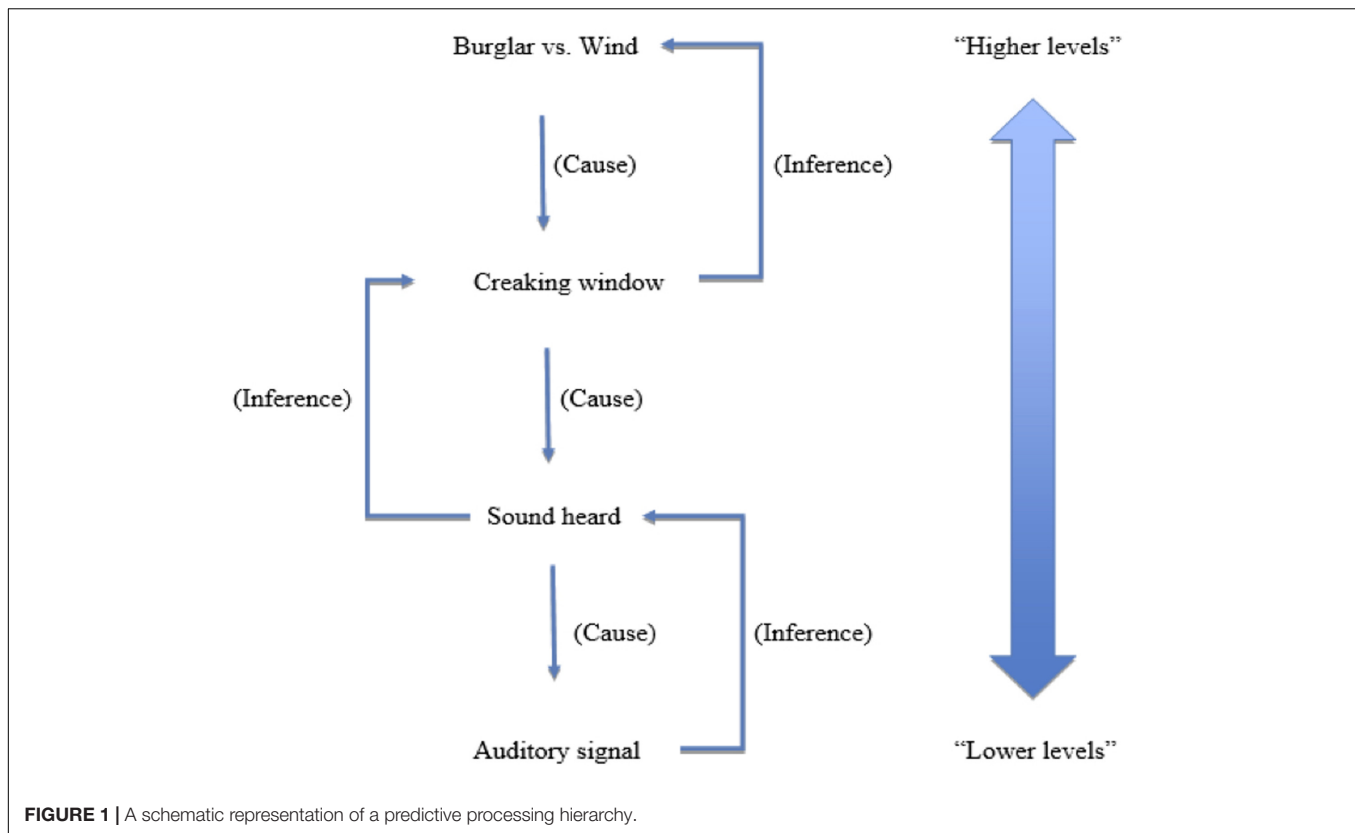 Burglar vs. Wind
“Higher levels”
(Cause)
(Inference)
Creaking window
(Inference)
(Cause)
Sound heard
(Cause)
(Inference)
Auditory signal
“Lower levels”
FIGURE 1 | A schematic representation of a predictive processing hierarchy.